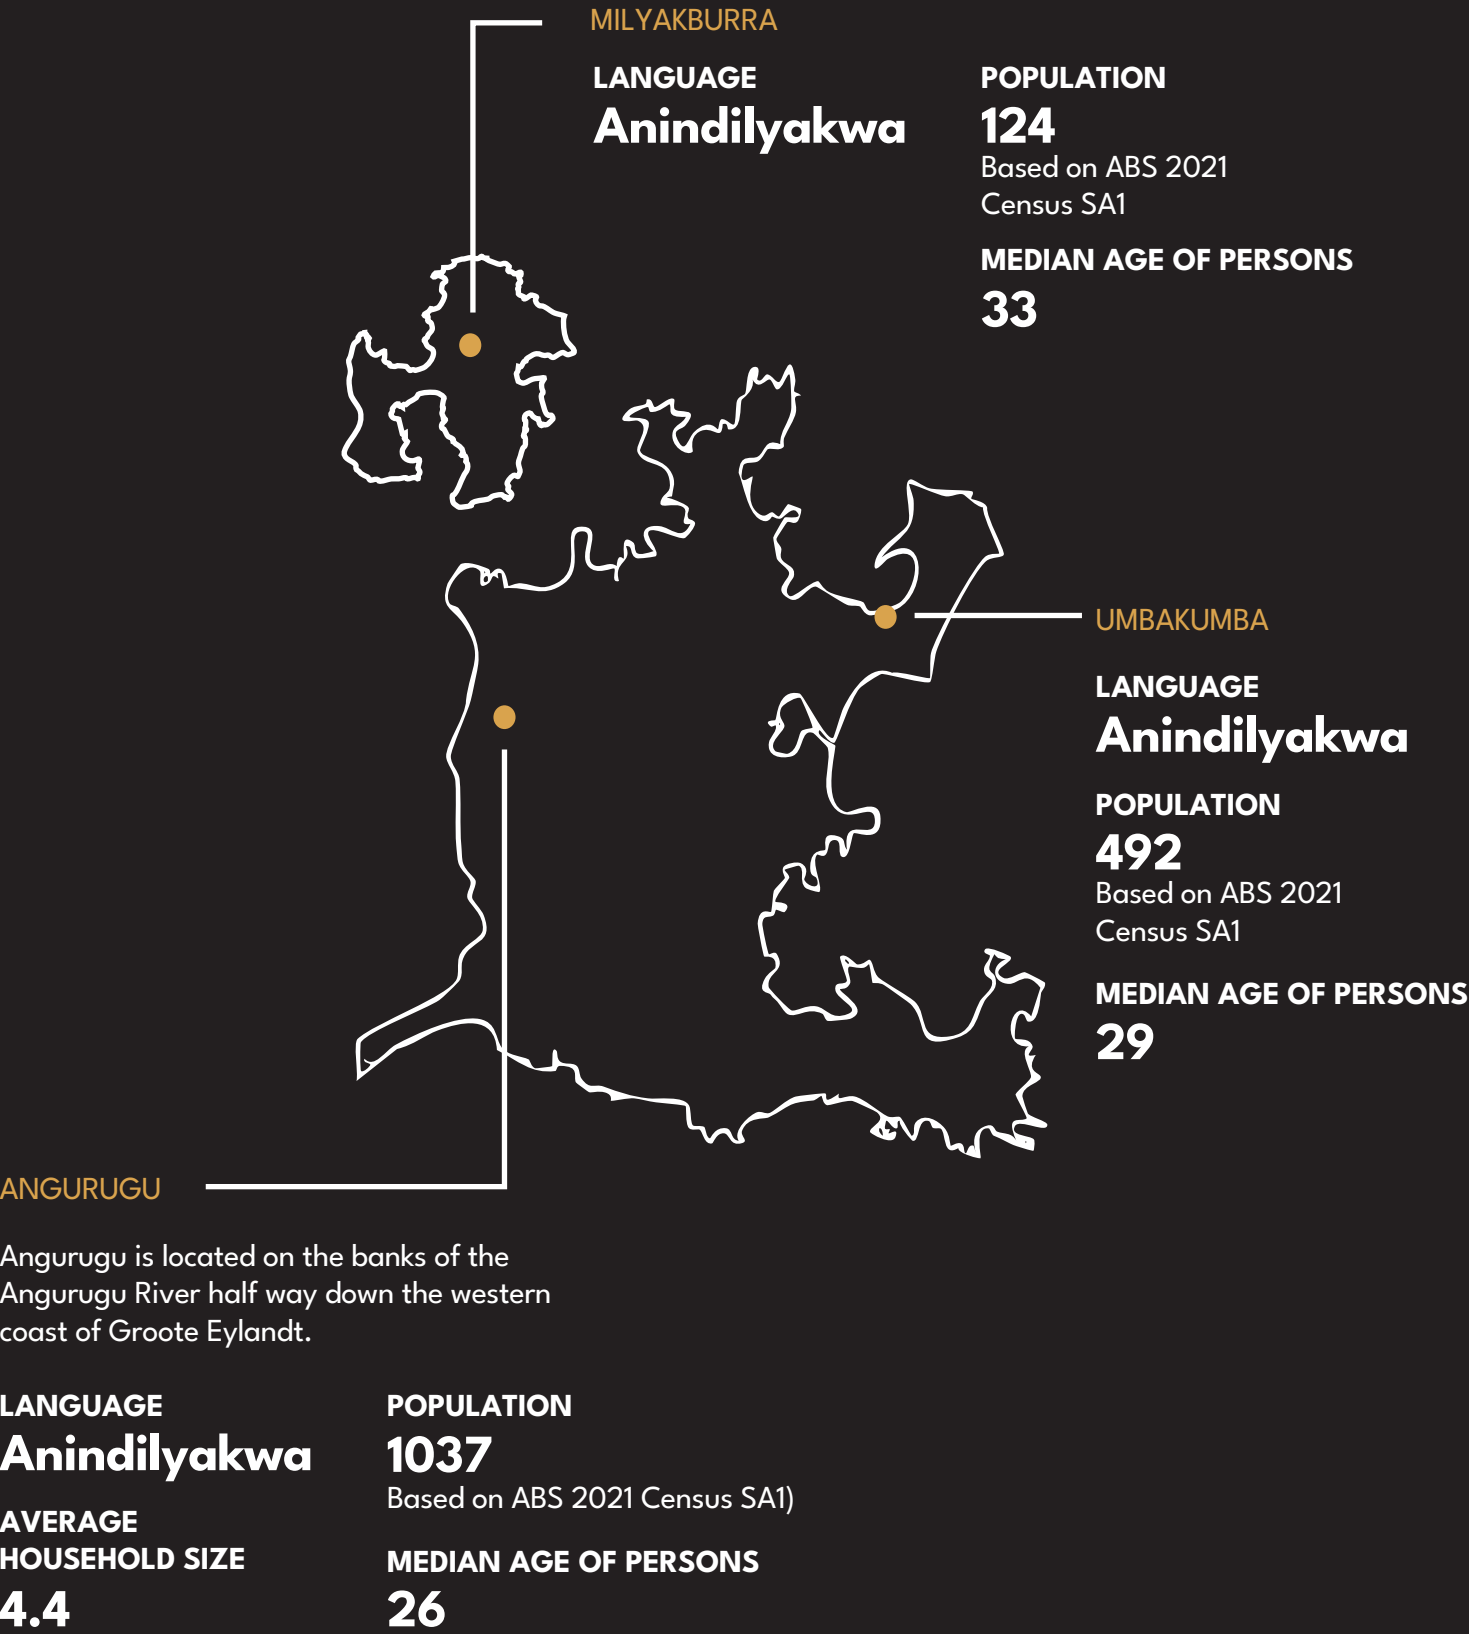 MILYAKBURRA
LANGUAGE
Anindilyakwa
POPULATION
124
Based on ABS 2021
Census SA1
MEDIAN AGE OF PERSONS
33
UMBAKUMBA
LANGUAGE
Anindilyakwa
POPULATION
492
Based on ABS 2021
Census SA1
MEDIAN AGE OF PERSONS
29
ANGURUGU
Angurugu is located on the banks of the
Angurugu River half way down the western
coast of Groote Eylandt.
LANGUAGE
Anindilyakwa
AVERAGE
HOUSEHOLD SIZE
4.4
POPULATION
1037
Based on ABS 2021 Census SA1)
MEDIAN AGE OF PERSONS
26